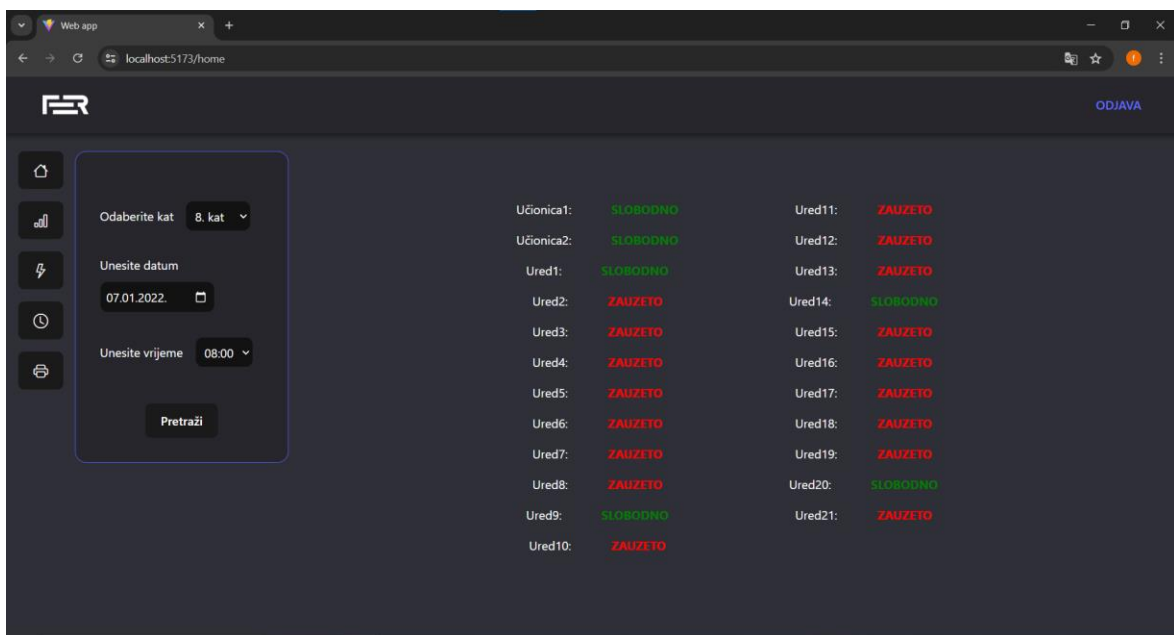 Web app
localhost:5173/home
FER
ODJAVA
Odaberite kat 8. kat
Unesite datum
07.01.2022.
Unesite vrijeme 08:00
Pretraži
Učionica1: SLOBODNO
Učionica2: SLOBODNO
Ured1: SLOBODNO
Ured2: ZAUZETO
Ured3: ZAUZETO
Ured4: ZAUZETO
Ured5: ZAUZETO
Ured6: ZAUZETO
Ured7: ZAUZETO
Ured8: ZAUZETO
Ured9: SLOBODNO
Ured10: ZAUZETO
Ured11: ZAUZETO
Ured12: ZAUZETO
Ured13: ZAUZETO
Ured14: SLOBODNO
Ured15: ZAUZETO
Ured16: ZAUZETO
Ured17: ZAUZETO
Ured18: ZAUZETO
Ured19: ZAUZETO
Ured20: SLOBODNO
Ured21: ZAUZETO